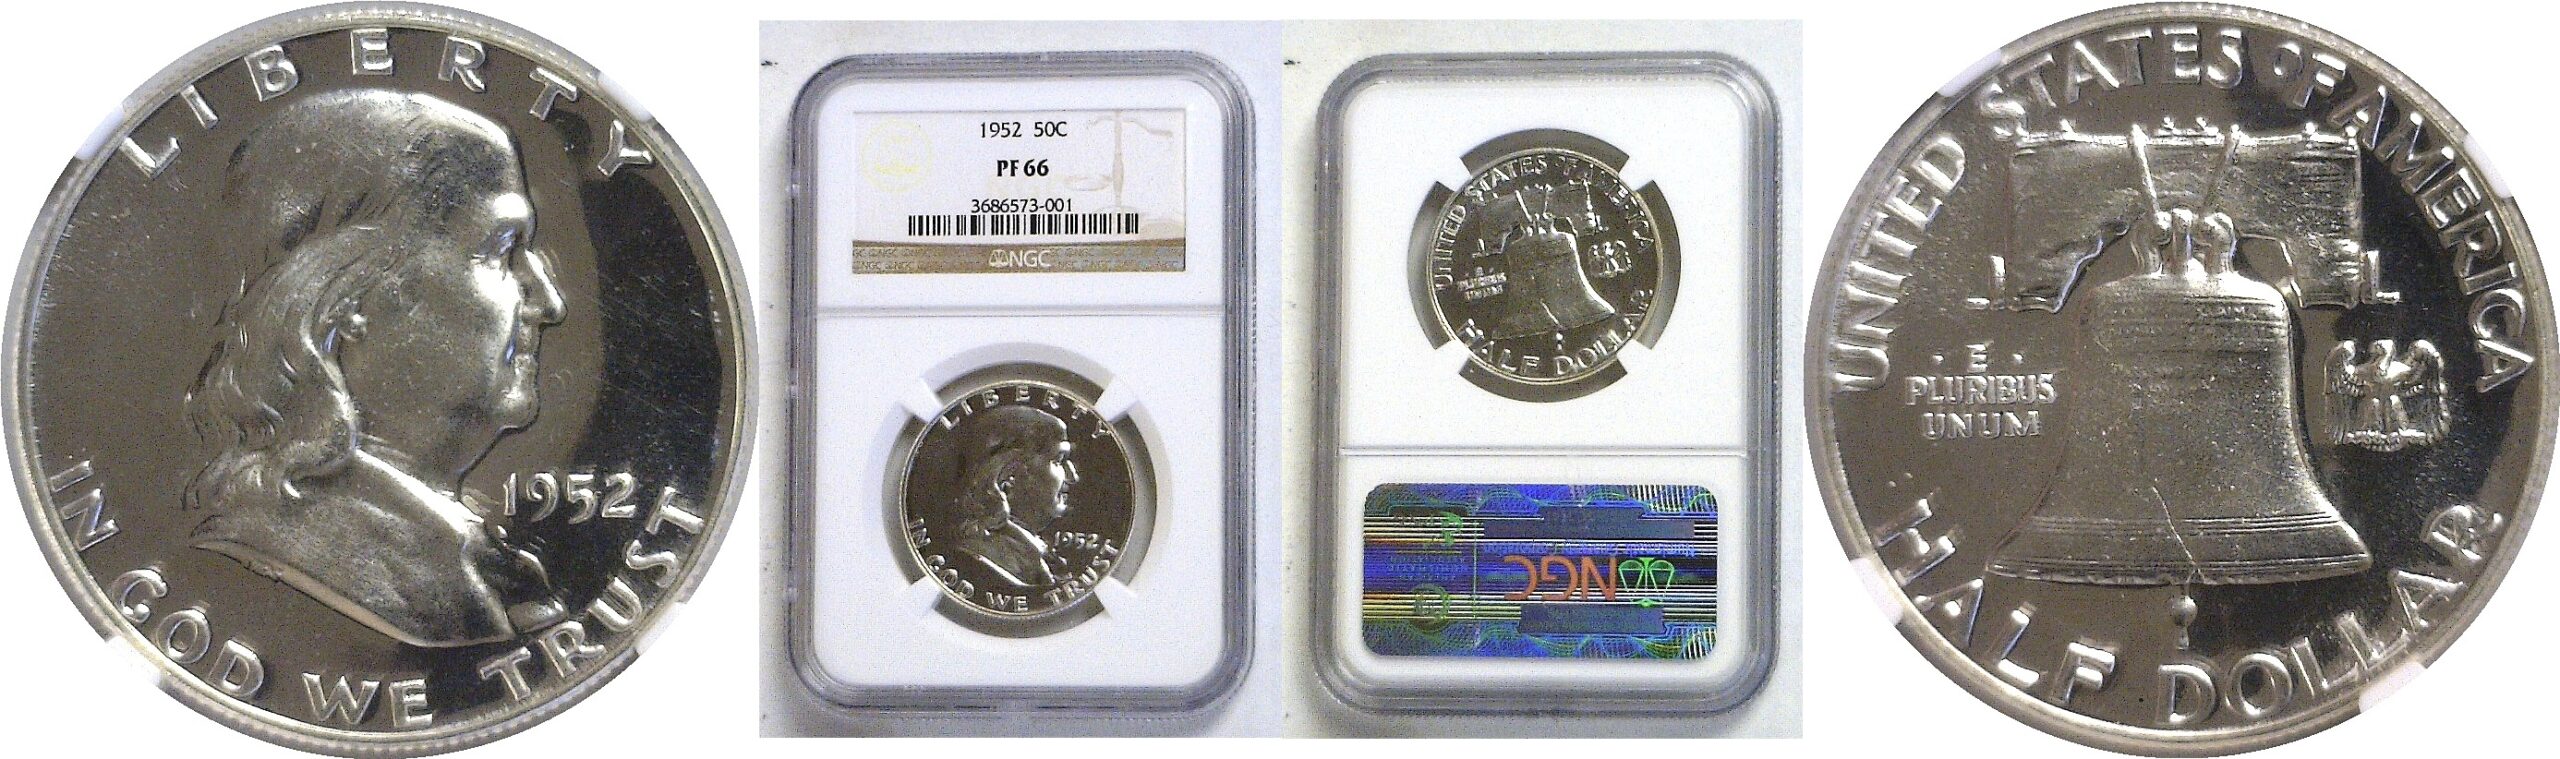 LIBERTY
IN GOD WE TRUST
1952
1952 50C
PF 66
3686573-001
NGC
LIBERTY
IN GOD WE TRUST
1952
UNITED STATES OF AMERICA
E
PLURIBUS
UNUM
HALF DOLLAR
NGC
UNITED STATES OF AMERICA
· E ·
PLURIBUS
UNUM
HALF DOLLAR